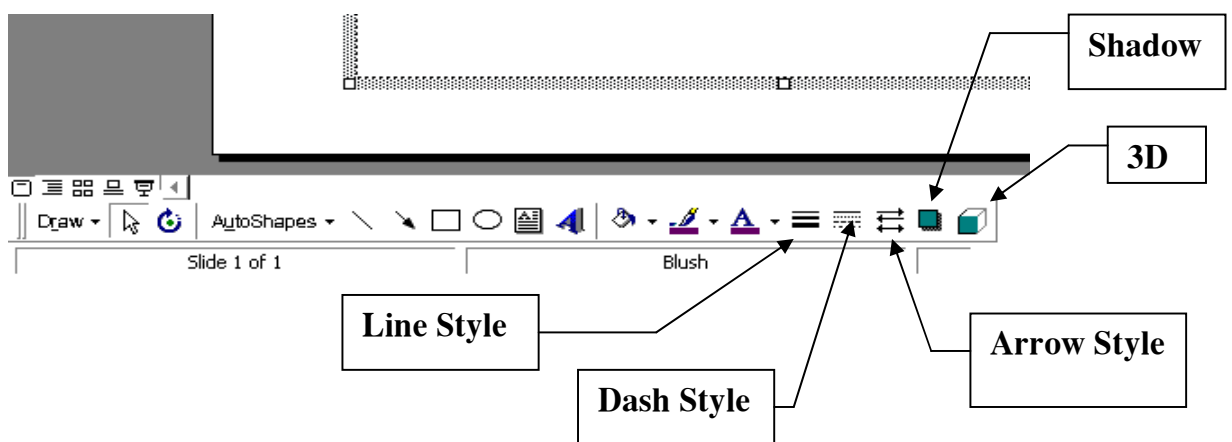 Shadow
3D
Draw AutoShapes A
Slide 1 of 1 Blush
Line Style
Arrow Style
Dash Style